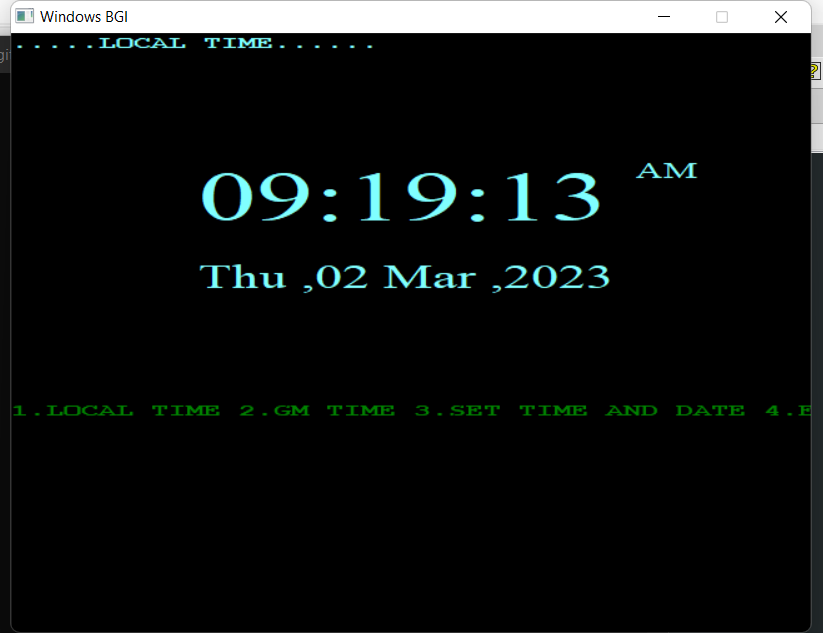 Windows BGI
.....LOCAL TIME......
AM
09:19:13
Thu ,02 Mar ,2023
1.LOCAL TIME 2.GM TIME 3.SET TIME AND DATE 4.E